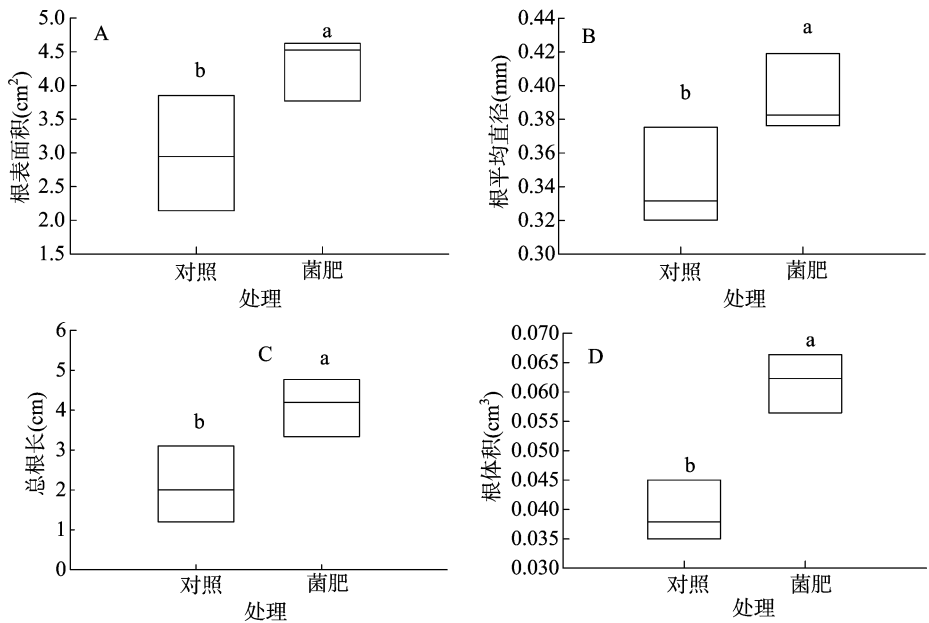 A
根表面积(cm²)
5.0
4.5
4.0
3.5
3.0
2.5
2.0
1.5
b
a
对照
菌肥
处理
B
根平均直径(mm)
0.44
0.42
0.40
0.38
0.36
0.34
0.32
0.30
b
a
对照
菌肥
处理
C
总根长(cm)
6
5
4
3
2
1
0
b
a
对照
菌肥
处理
D
根体积(cm³)
0.070
0.065
0.060
0.055
0.045
0.040
0.035
0.030
b
a
对照
菌肥
处理